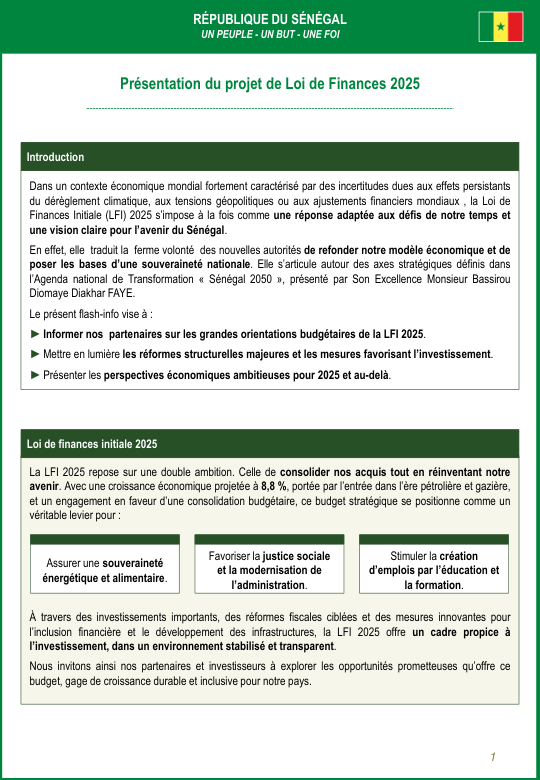 RÉPUBLIQUE DU SÉNÉGAL
UN PEUPLE - UN BUT - UNE FOI
Présentation du projet de Loi de Finances 2025
Introduction
Dans un contexte économique mondial fortement caractérisé par des incertitudes dues aux effets persistants
du dérèglement climatique, aux tensions géopolitiques ou aux ajustements financiers mondiaux , la Loi de
Finances Initiale (LFI) 2025 s'impose à la fois comme une réponse adaptée aux défis de notre temps et
une vision claire pour l'avenir du Sénégal.
En effet, elle traduit la ferme volonté des nouvelles autorités de refonder notre modèle économique et de
poser les bases d'une souveraineté nationale. Elle s'articule autour des axes stratégiques définis dans
l'Agenda national de Transformation « Sénégal 2050 », présenté par Son Excellence Monsieur Bassirou
Diomaye Diakhar FAYE.
Le présent flash-info vise à :
► Informer nos partenaires sur les grandes orientations budgétaires de la LFI 2025.
► Mettre en lumière les réformes structurelles majeures et les mesures favorisant l'investissement.
► Présenter les perspectives économiques ambitieuses pour 2025 et au-delà.
Loi de finances initiale 2025
La LFI 2025 repose sur une double ambition. Celle de consolider nos acquis tout en réinventant notre
avenir. Avec une croissance économique projetée à 8,8 %, portée par l'entrée dans l'ère pétrolière et gazière,
et un engagement en faveur d'une consolidation budgétaire, ce budget stratégique se positionne comme un
véritable levier pour :
Assurer une souveraineté
énergétique et alimentaire.
Favoriser la justice sociale
et la modernisation de
l'administration.
Stimuler la création
d'emplois par l'éducation et
la formation.
À travers des investissements importants, des réformes fiscales ciblées et des mesures innovantes pour
l'inclusion financière et le développement des infrastructures, la LFI 2025 offre un cadre propice à
l'investissement, dans un environnement stabilisé et transparent.
Nous invitons ainsi nos partenaires et investisseurs à explorer les opportunités prometteuses qu'offre ce
budget, gage de croissance durable et inclusive pour notre pays.
1